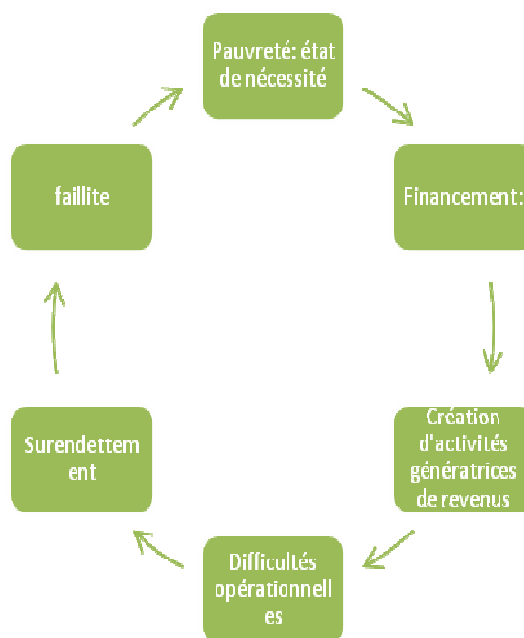 Pauvreté: état
de nécessité
Financement:
Création
d'activités
génératrices
de revenus
Difficultés
opérationnell
es
Surendettem
ent
faillite